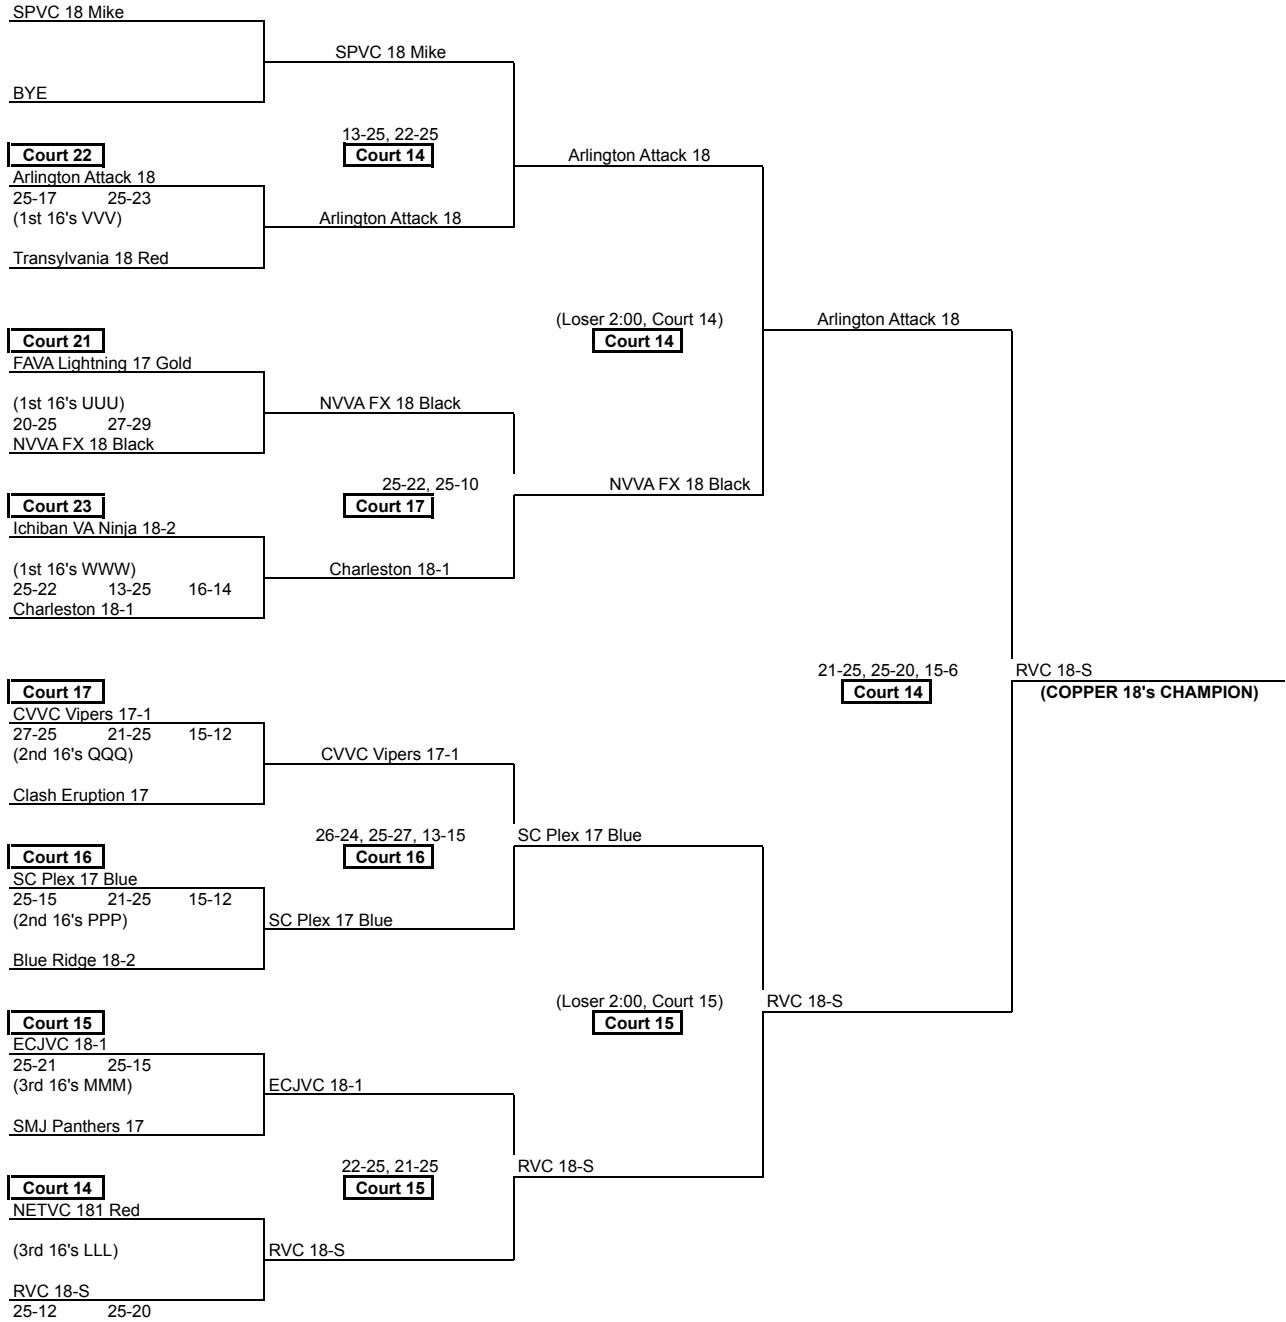 SPVC 18 Mike
SPVC 18 Mike
BYE
13-25, 22-25
Court 22
Court 14
Arlington Attack 18
Arlington Attack 18
25-17 25-23
(1st 16's VVV)
Arlington Attack 18
Transylvania 18 Red
(Loser 2:00, Court 14)
Arlington Attack 18
Court 21
Court 14
FAVA Lightning 17 Gold
(1st 16's UUU)
NVVA FX 18 Black
20-25 27-29
NVVA FX 18 Black
25-22, 25-10
NVVA FX 18 Black
Court 23
Court 17
Ichiban VA Ninja 18-2
(1st 16's WWW)
Charleston 18-1
25-22 13-25 16-14
Charleston 18-1
21-25, 25-20, 15-6
RVC 18-S
Court 17
Court 14
(COPPER 18's CHAMPION)
CVVC Vipers 17-1
27-25 21-25 15-12
(2nd 16's QQQ)
CVVC Vipers 17-1
Clash Eruption 17
26-24, 25-27, 13-15
SC Plex 17 Blue
Court 16
Court 16
SC Plex 17 Blue
25-15 21-25 15-12
(2nd 16's PPP)
SC Plex 17 Blue
Blue Ridge 18-2
(Loser 2:00, Court 15)
RVC 18-S
Court 15
Court 15
ECJVC 18-1
25-21 25-15
(3rd 16's MMM)
ECJVC 18-1
SMJ Panthers 17
22-25, 21-25
RVC 18-S
Court 14
Court 15
NETVC 181 Red
(3rd 16's LLL)
RVC 18-S
RVC 18-S
25-12 25-20